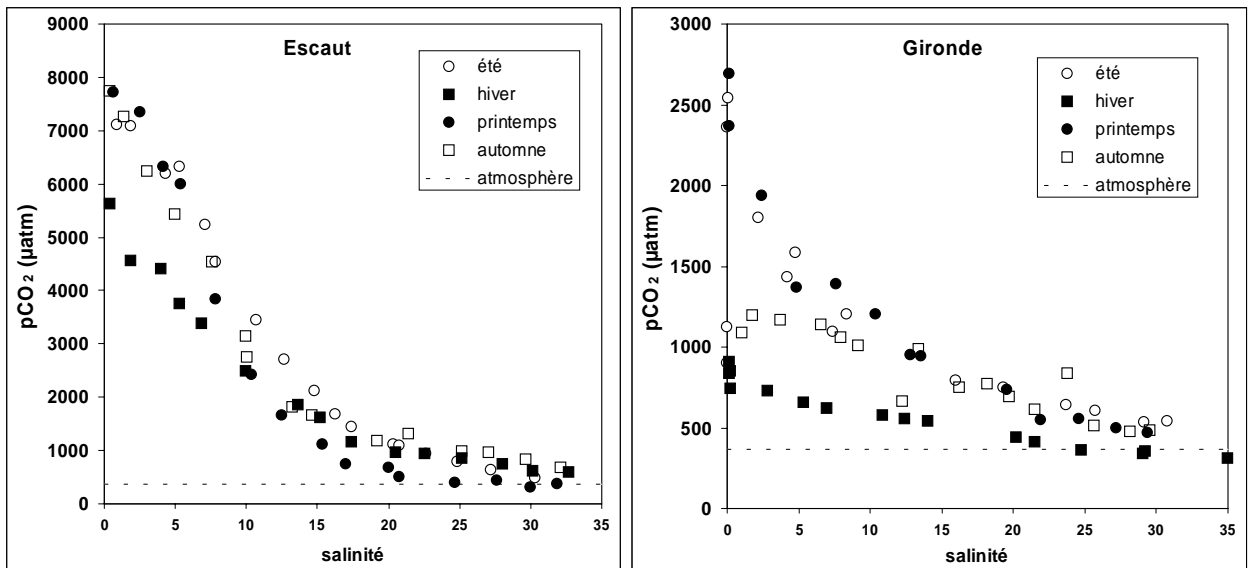 Escaut
été
hiver
printemps
automne
atmosphère
pCO₂ (µatm)
9000
8000
7000
6000
5000
4000
3000
2000
1000
0
0 5 10 15 20 25 30 35
salinité
Gironde
été
hiver
printemps
automne
atmosphère
pCO₂ (µatm)
3000
2500
2000
1500
1000
500
0
0 5 10 15 20 25 30 35
salinité